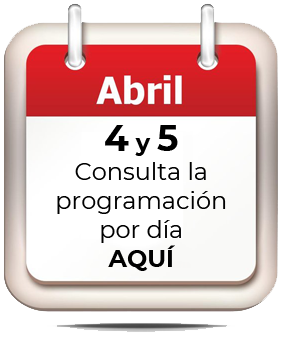 Abril
4 y 5
Consulta la
programación
por día
AQUÍ